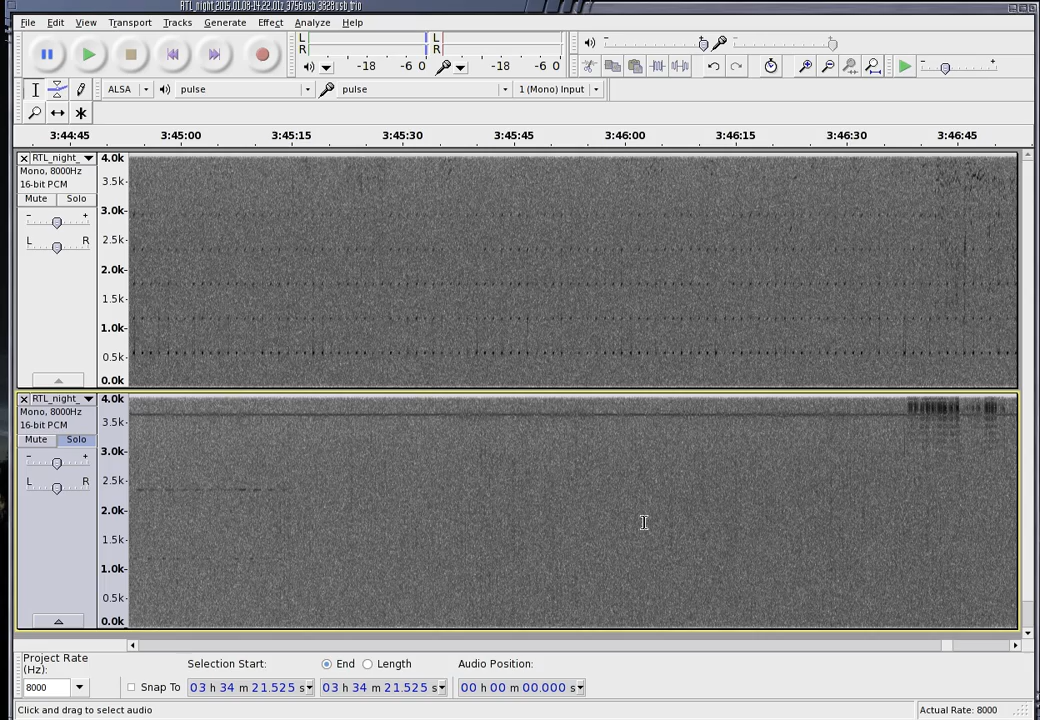 RTL_night_2015.01.08-14.22.01z_3756usb_3828usb_trio
File Edit View Transport Tracks Generate Effect Analyze Help
L
R
L
R
-18 -6 0
-18 -6 0
ALSA pulse pulse 1 (Mono) Input
3:44:45 3:45:00 3:45:15 3:45:30 3:45:45 3:46:00 3:46:15 3:46:30 3:46:45
RTL_night_
Mono, 8000Hz
16-bit PCM
Mute Solo
- +
L R
4.0k
3.5k
3.0k
2.5k
2.0k
1.5k
1.0k
0.5k
0.0k
RTL_night_
Mono, 8000Hz
16-bit PCM
Mute Solo
- +
L R
4.0k
3.5k
3.0k
2.5k
2.0k
1.5k
1.0k
0.5k
0.0k
Project Rate (Hz):
8000
Selection Start: End Length Audio Position:
Snap To 03 h 34 m 21.525 s 03 h 34 m 21.525 s 00 h 00 m 00.000 s
Click and drag to select audio Actual Rate: 8000